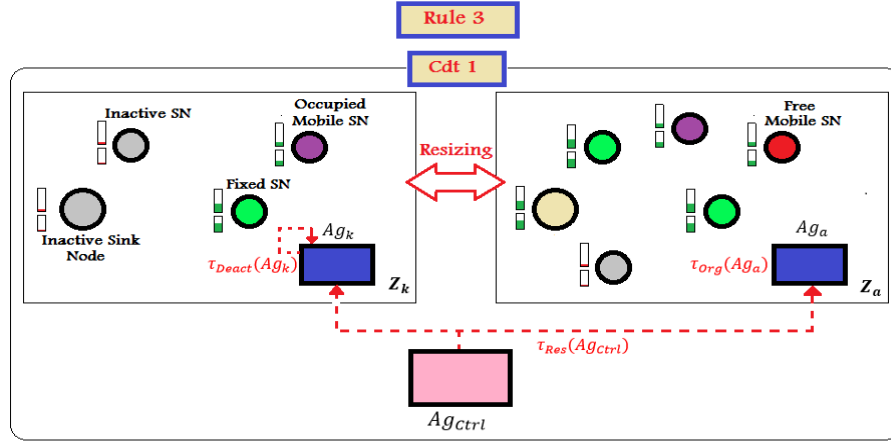 Rule 3
Cdt 1
Inactive SN
Occupied
Mobile SN
Fixed SN
Inactive Sink
Node
Ag_k
τ_Deact(Ag_k)
Z_k
Resizing
Free
Mobile SN
Ag_a
τ_Org(Ag_a)
Z_a
τ_Res(Ag_Ctrl)
Ag_Ctrl